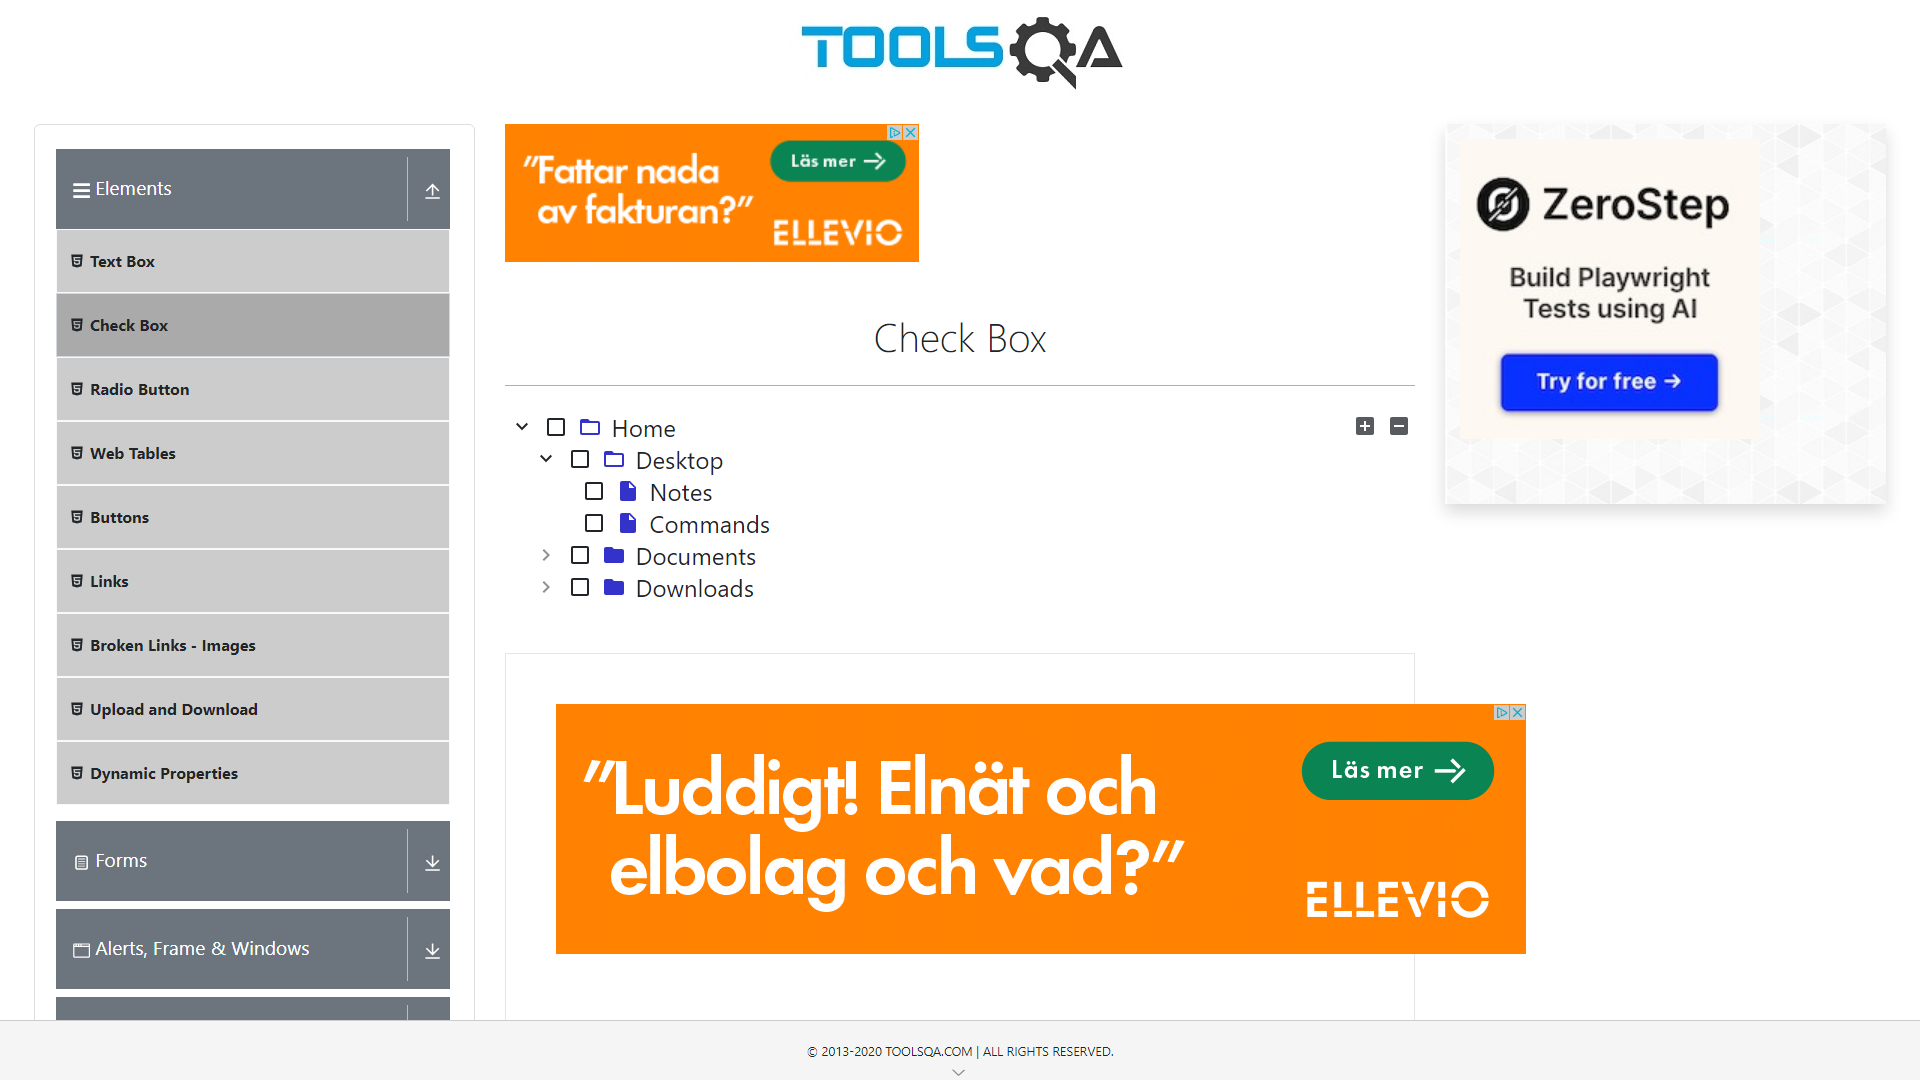 TOOLSQA
Elements
Text Box
Check Box
Radio Button
Web Tables
Buttons
Links
Broken Links - Images
Upload and Download
Dynamic Properties
Forms
Alerts, Frame & Windows
"Fattar nada
av fakturan?"
Läs mer →
ELLEVIO
Check Box
Home
Desktop
Notes
Commands
Documents
Downloads
"Luddigt! Elnät och
elbolag och vad?"
Läs mer →
ELLEVIO
ZeroStep
Build Playwright
Tests using AI
Try for free →
© 2013-2020 TOOLSQA.COM | ALL RIGHTS RESERVED.